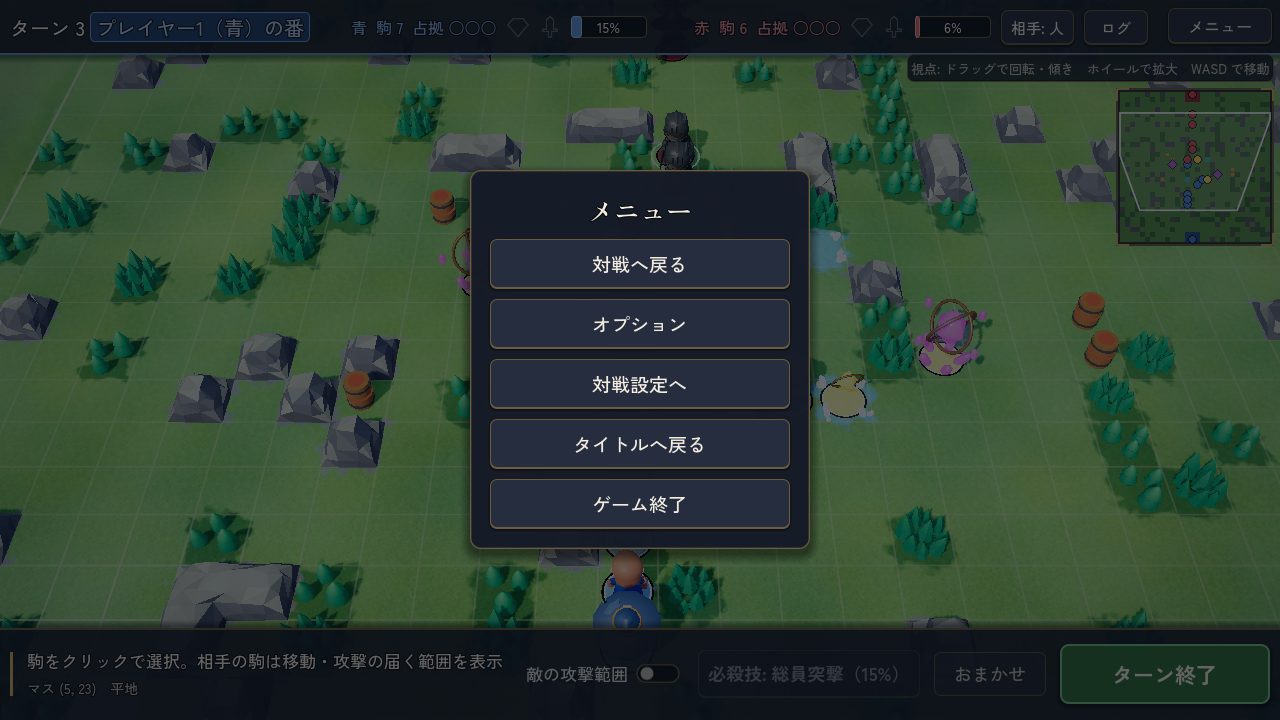 ターン 3 プレイヤー1（青）の番 青 駒 7 占拠 〇〇〇 15% 赤 駒 6 占拠 〇〇〇 6% 相手: 人 ログ メニュー
視点: ドラッグで回転・傾き ホイールで拡大 WASD で移動
メニュー
対戦へ戻る
オプション
対戦設定へ
タイトルへ戻る
ゲーム終了
駒をクリックで選択。相手の駒は移動・攻撃の届く範囲を表示
マス (5, 23) 平地
敵の攻撃範囲 必殺技: 総員突撃（15%） おまかせ ターン終了